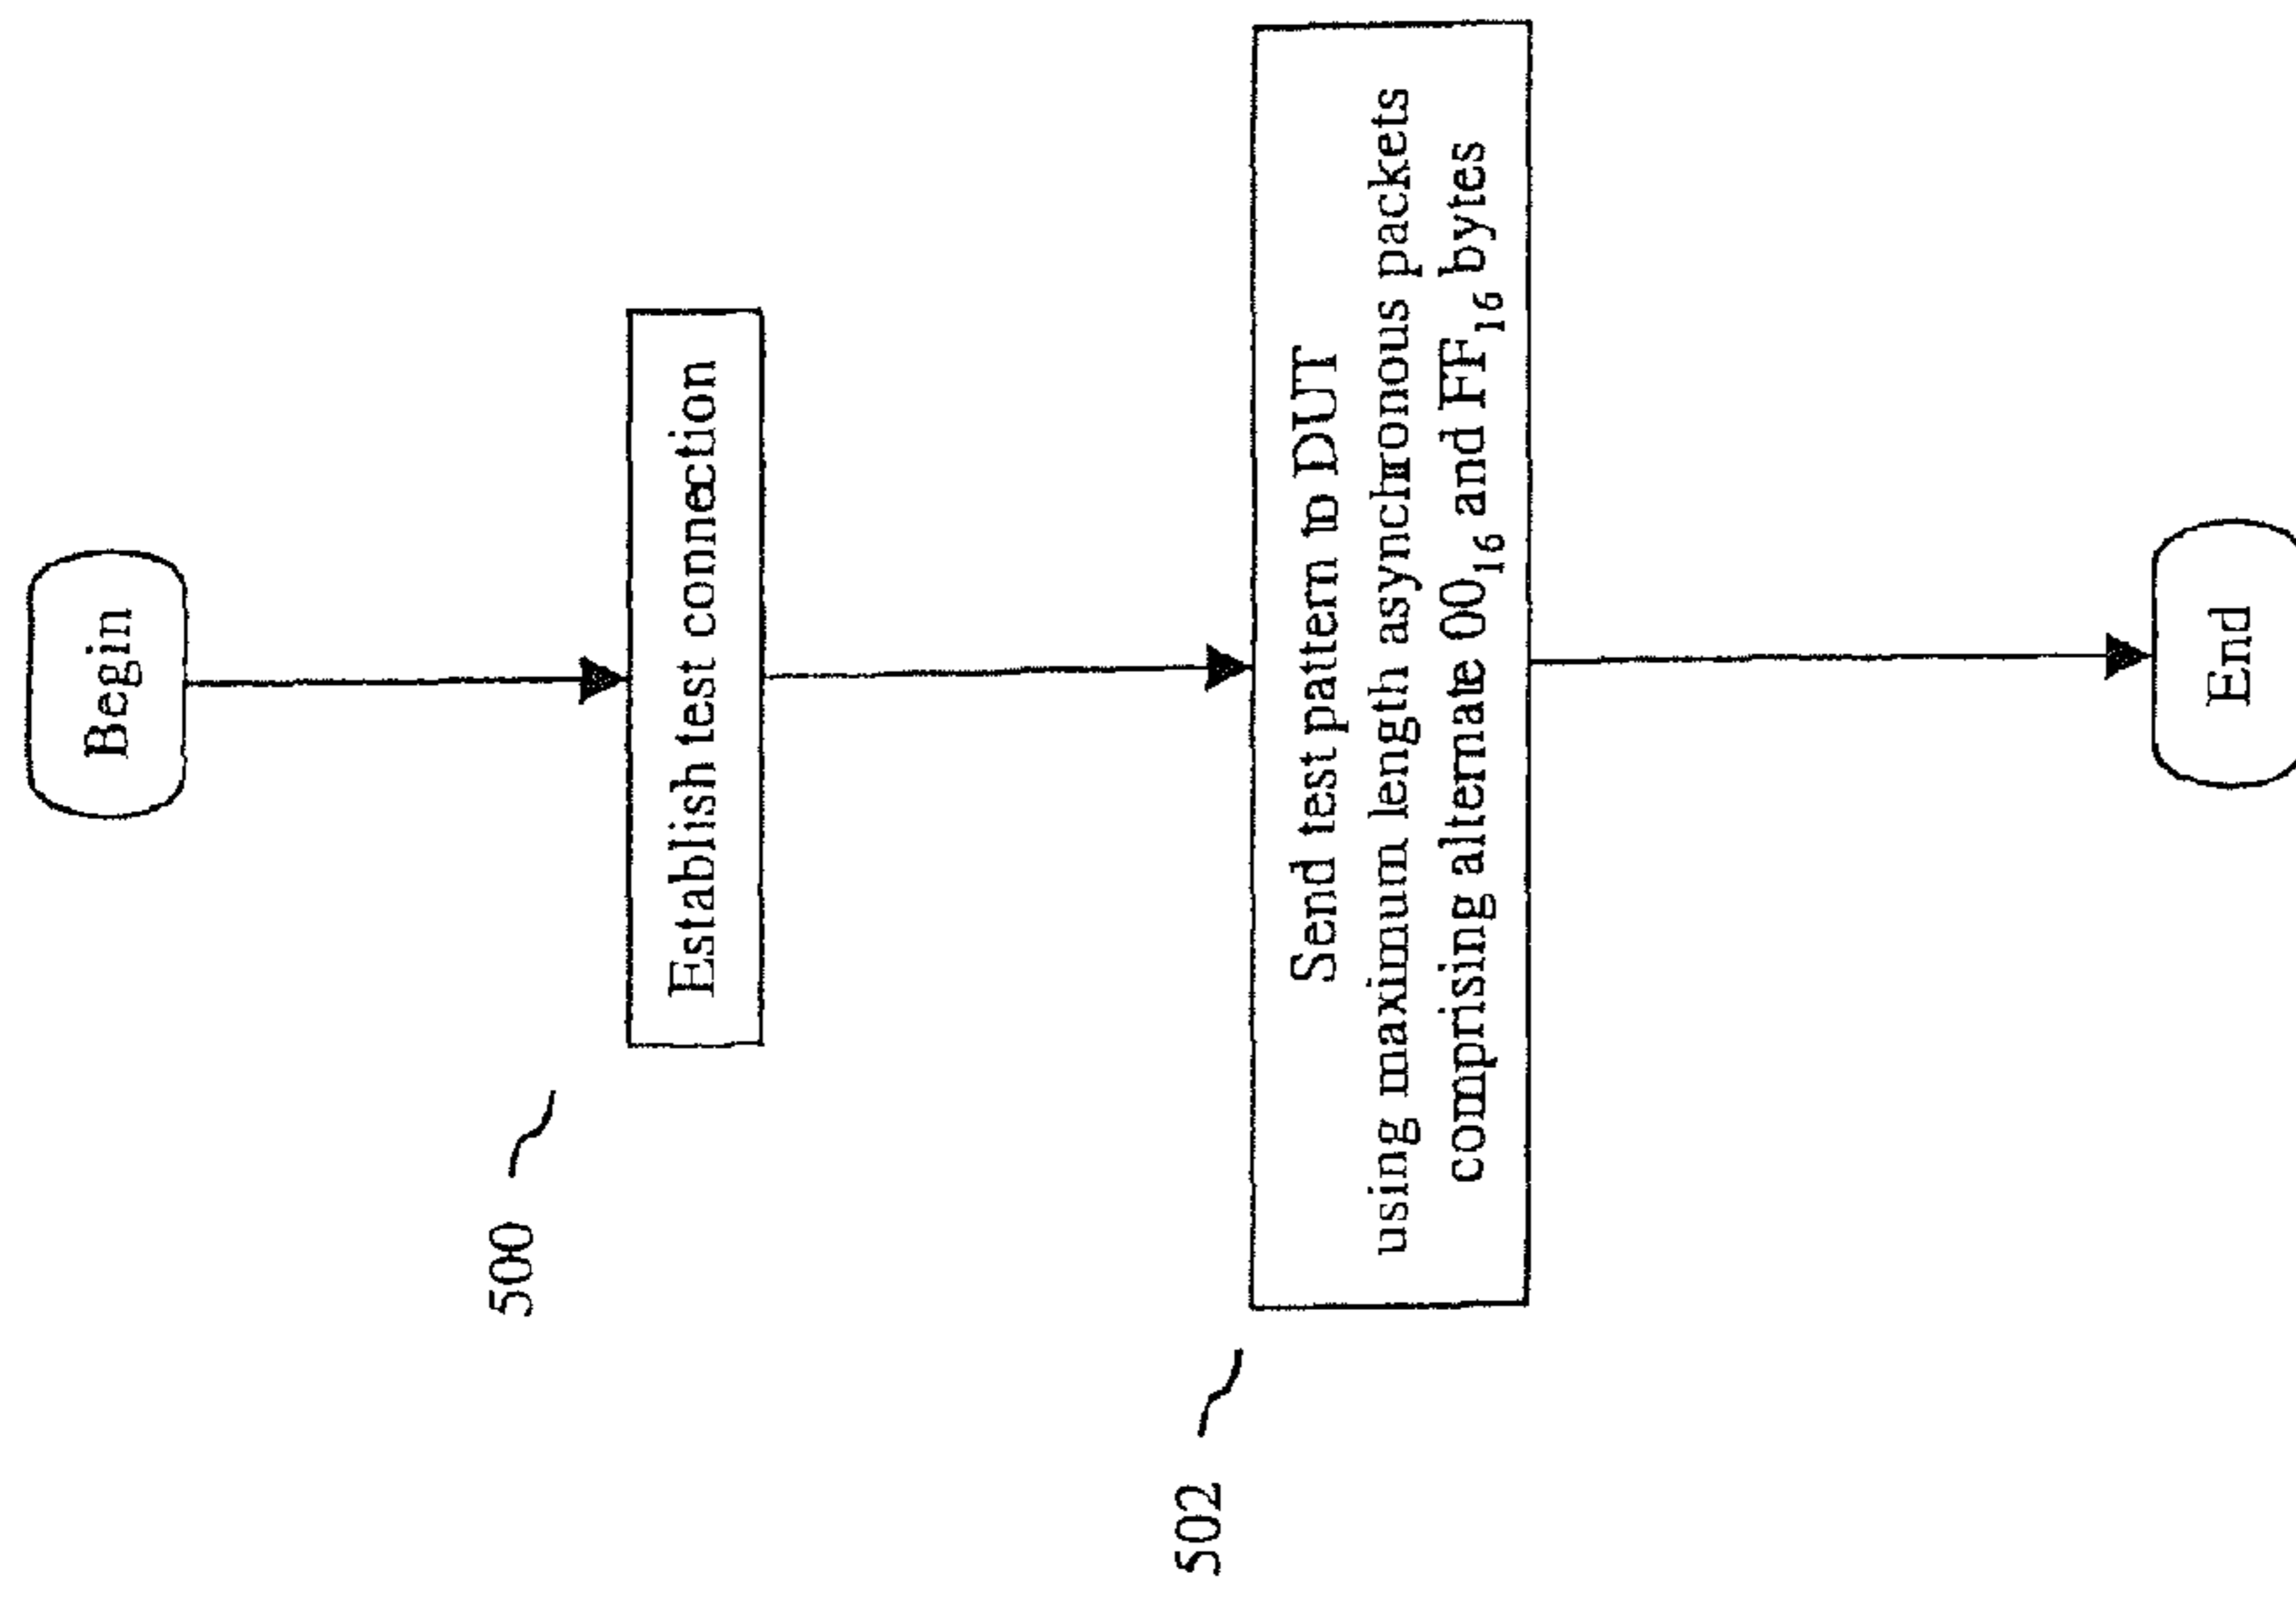 Begin
500
Establish test connection
502
Send test pattern to DUT
using maximum length asynchronous packets
comprising alternate 00₁₆ and FF₁₆ bytes
End